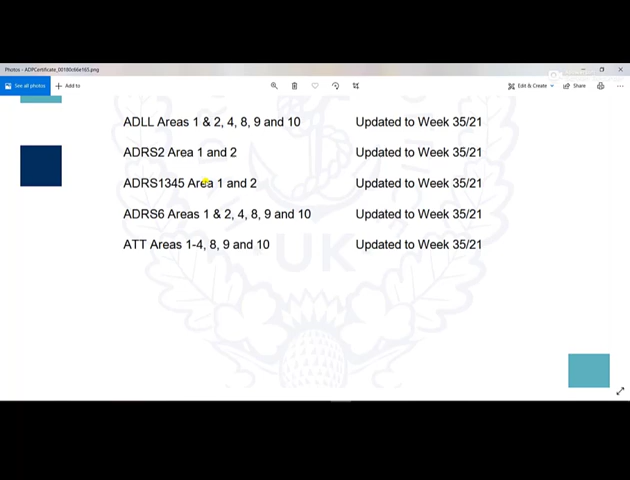 Photos - ADPCertificate_00180c66e165.png
See all photos + Add to Edit & Create Share
ADLL Areas 1 & 2, 4, 8, 9 and 10 Updated to Week 35/21
ADRS2 Area 1 and 2 Updated to Week 35/21
ADRS1345 Area 1 and 2 Updated to Week 35/21
ADRS6 Areas 1 & 2, 4, 8, 9 and 10 Updated to Week 35/21
ATT Areas 1-4, 8, 9 and 10 Updated to Week 35/21
UK